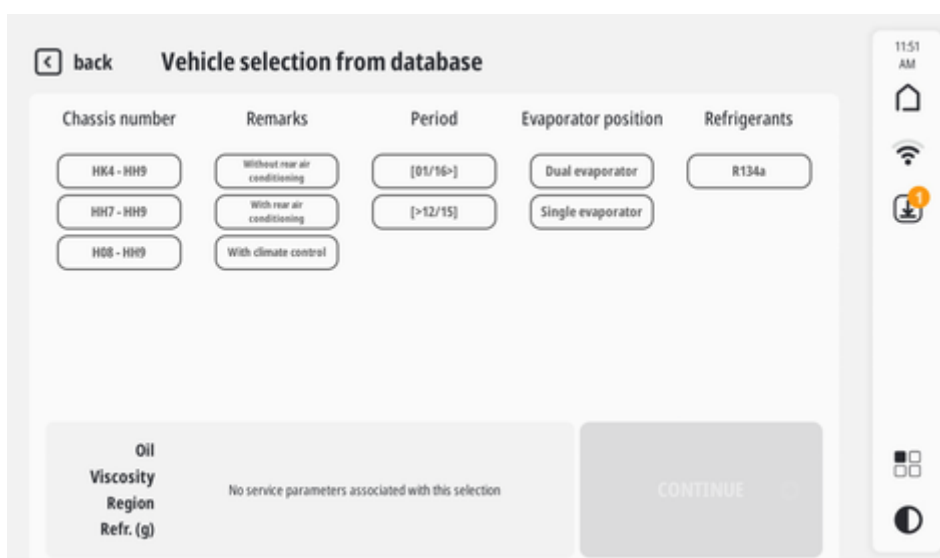 11:51
AM
back
Vehicle selection from database
Chassis number
Remarks
Period
Evaporator position
Refrigerants
HK4 - HH9
Without rear air
conditioning
[01/16>]
Dual evaporator
R134a
HH7 - HH9
With rear air
conditioning
[>12/15]
Single evaporator
H08 - HH9
With climate control
1
Oil
Viscosity
Region
Refr. (g)
No service parameters associated with this selection
CONTINUE